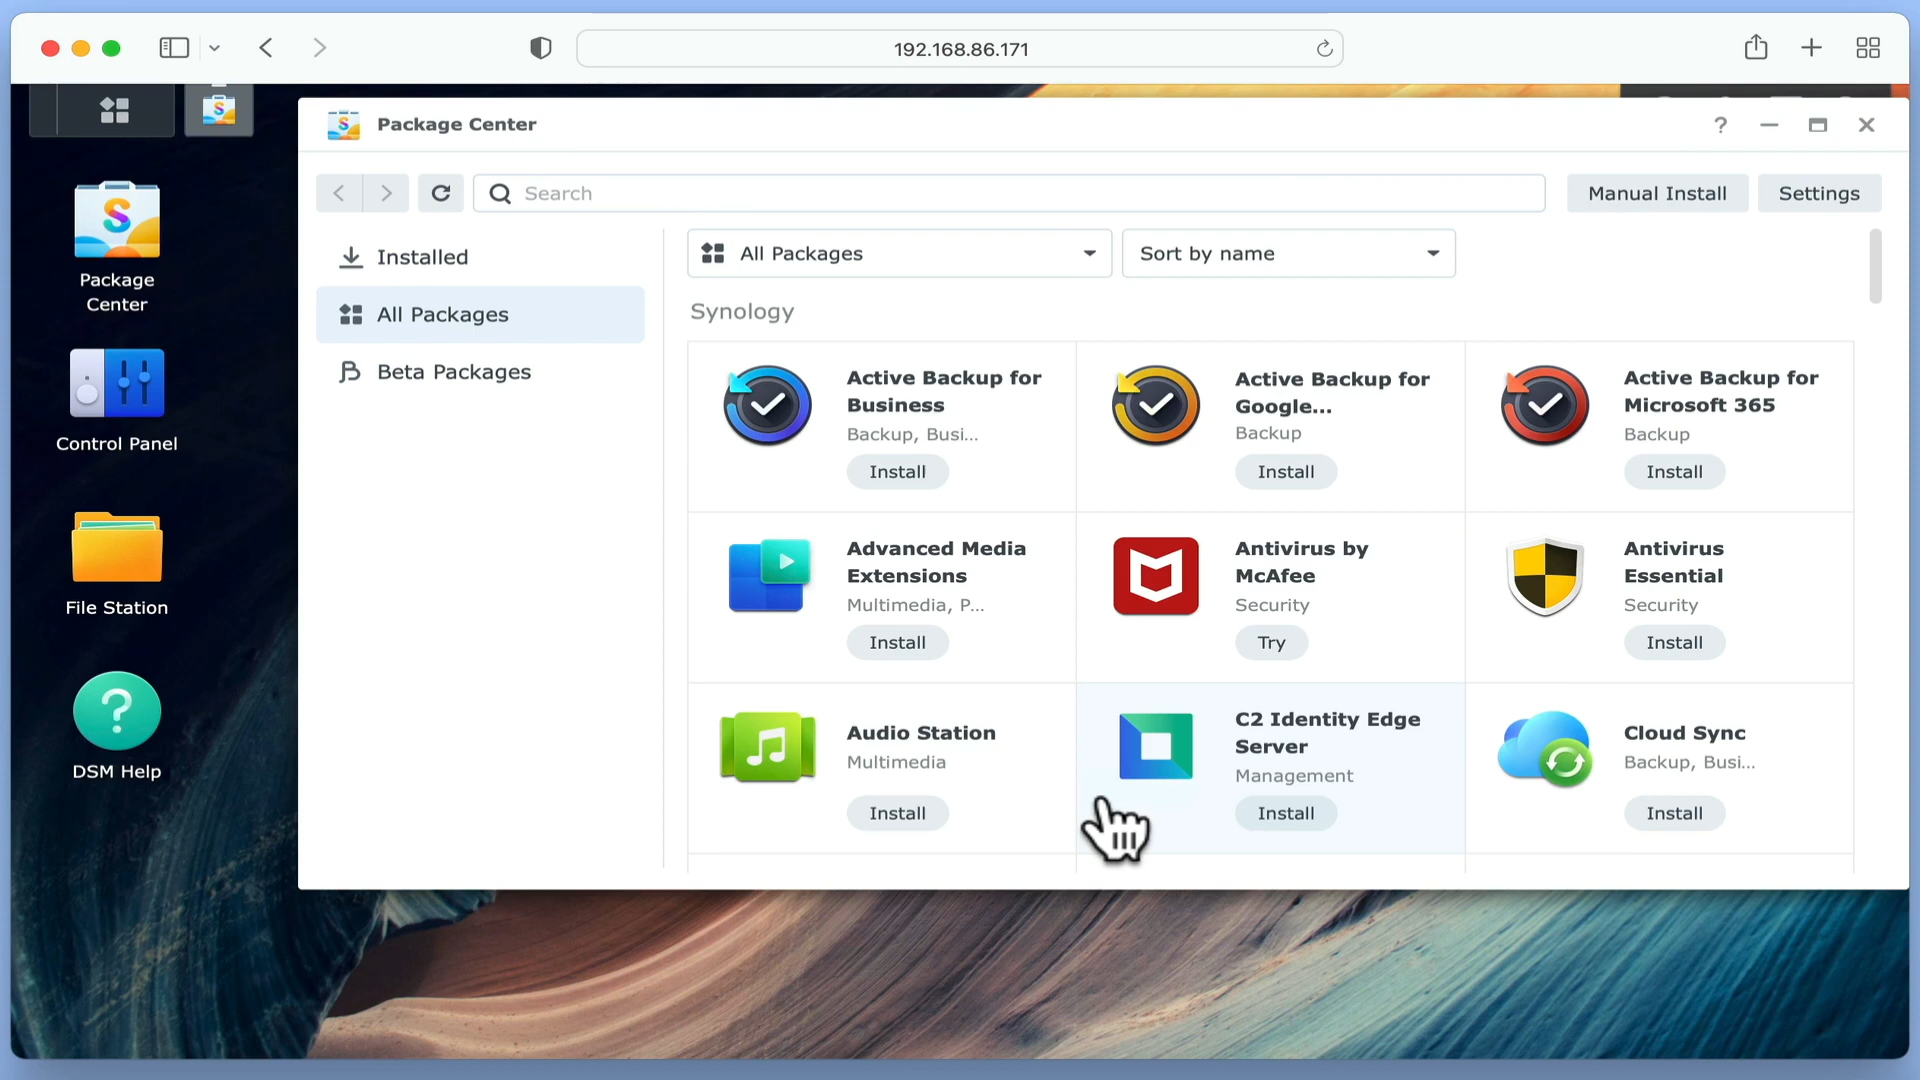 192.168.86.171
Package Center
Search
Manual Install
Settings
Package
Center
Control Panel
File Station
DSM Help
Installed
All Packages
Beta Packages
All Packages
Sort by name
Synology
Active Backup for
Business
Backup, Busi...
Install
Active Backup for
Google...
Backup
Install
Active Backup for
Microsoft 365
Backup
Install
Advanced Media
Extensions
Multimedia, P...
Install
Antivirus by
McAfee
Security
Try
Antivirus
Essential
Security
Install
Audio Station
Multimedia
Install
C2 Identity Edge
Server
Management
Install
Cloud Sync
Backup, Busi...
Install